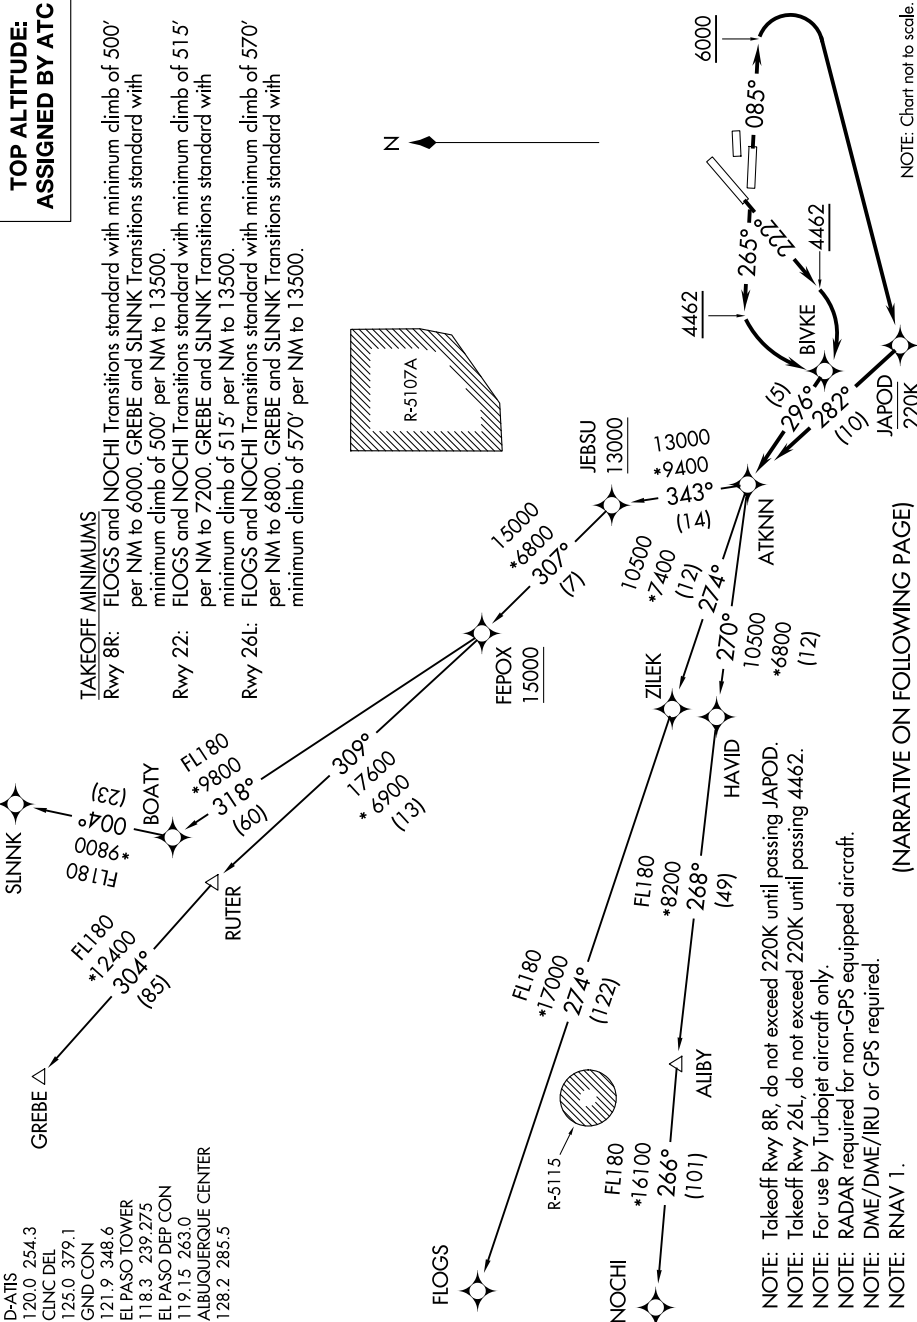 TOP ALTITUDE:
ASSIGNED BY ATC
D-ATIS
120.0 254.3
CLNC DEL
125.0 379.1
GND CON
121.9 348.6
EL PASO TOWER
118.3 239.275
EL PASO DEP CON
119.15 263.0
ALBUQUERQUE CENTER
128.2 285.5
TAKEOFF MINIMUMS
Rwy 8R: FLOGS and NOCHI Transitions standard with minimum climb of 500'
per NM to 6000. GREBE and SLNNK Transitions standard with
minimum climb of 500' per NM to 13500.
Rwy 22: FLOGS and NOCHI Transitions standard with minimum climb of 515'
per NM to 7200. GREBE and SLNNK Transitions standard with
minimum climb of 515' per NM to 13500.
Rwy 26L: FLOGS and NOCHI Transitions standard with minimum climb of 570'
per NM to 6800. GREBE and SLNNK Transitions standard with
minimum climb of 570' per NM to 13500.
SLNNK
FL180
*9800
004°
(23)
BOATY
FL180
*9800
318°
(60)
GREBE
FL180
*12400
304°
(85)
RUTER
309°
17600
*6900
(13)
FEPOX
15000
15000
*6800
307°
(7)
JEBSU
13000
13000
*9400
343°
(14)
R-5107A
N
6000
085°
265°
222°
4462
4462
BIVKE
(5)
296°
282°
(10)
JAPOD
220K
ATKNN
10500
*7400
(12)
274°
270°
10500
*6800
(12)
ZILEK
HAVID
FL180
*17000
274°
(122)
FL180
*8200
268°
(49)
R-5115
FLOGS
ALIBY
FL180
*16100
266°
(101)
NOCHI
NOTE: Takeoff Rwy 8R, do not exceed 220K until passing JAPOD.
NOTE: Takeoff Rwy 26L, do not exceed 220K until passing 4462.
NOTE: For use by Turbojet aircraft only.
NOTE: RADAR required for non-GPS equipped aircraft.
NOTE: DME/DME/IRU or GPS required.
NOTE: RNAV 1.
(NARRATIVE ON FOLLOWING PAGE)
NOTE: Chart not to scale.